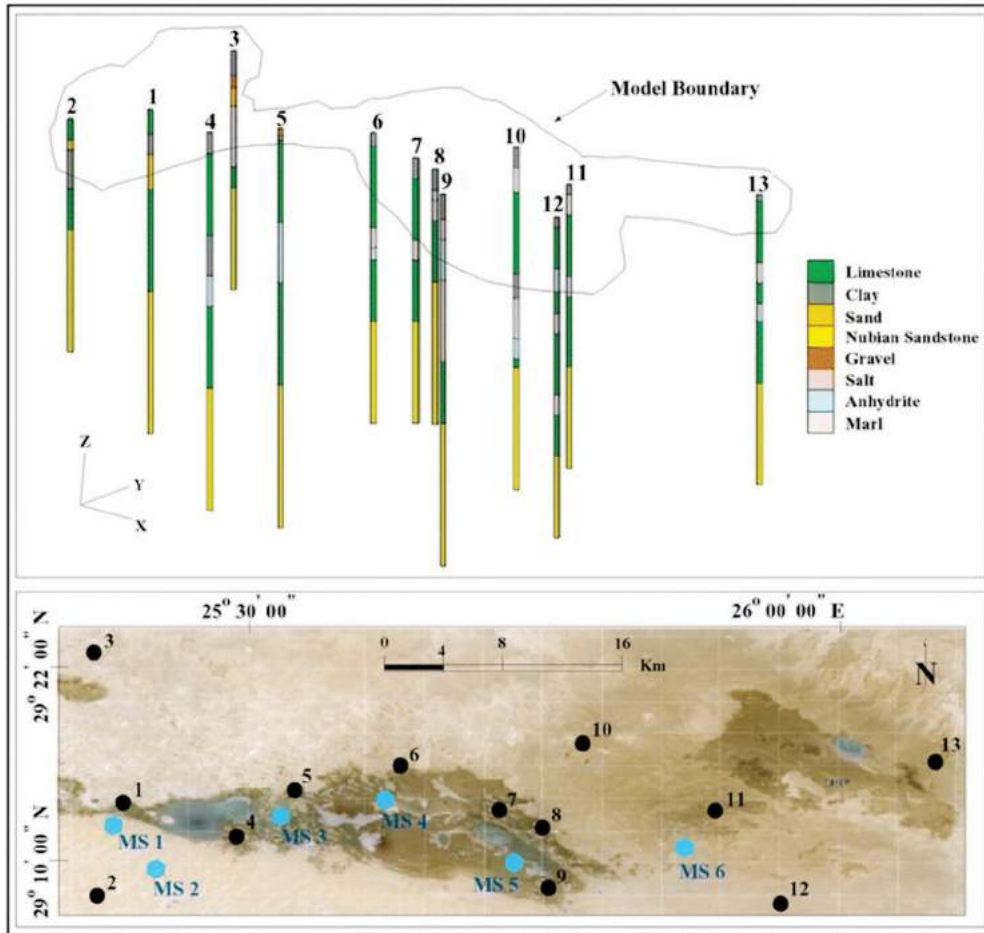 3
Model Boundary
2
1
4
5
6
7
8
9
10
11
12
13
Limestone
Clay
Sand
Nubian Sandstone
Gravel
Salt
Anhydrite
Marl
Z
Y
X
25° 30' 00"
26° 00' 00" E
29° 22' 00" N
29° 10' 00" N
0
4
8
16
Km
N
3
10
13
6
5
1
4
7
8
11
MS 1
MS 2
MS 3
MS 4
MS 5
MS 6
2
9
12